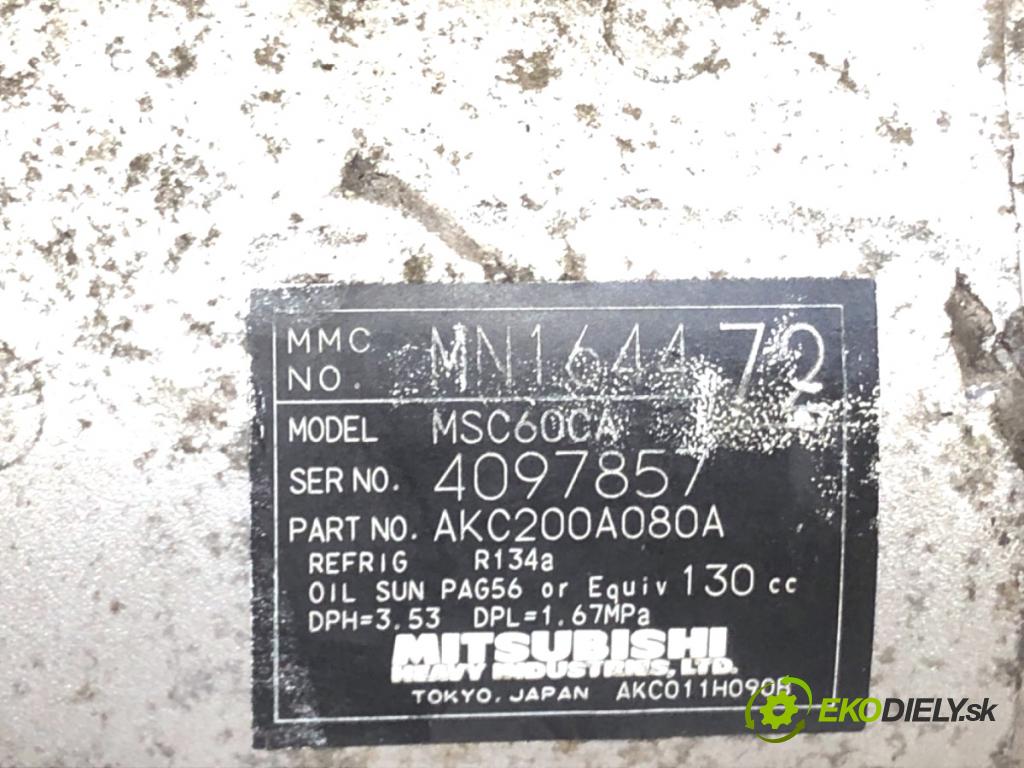 MMC NO. MN164472
MODEL MSC60CA
SER NO. 4097857
PART NO. AKC200A080A
REFRIG R134a
OIL SUN PAG56 or Equiv 130 cc
DPH=3.53 DPL=1.67MPa
MITSUBISHI
HEAVY INDUSTRIES, LTD.
TOKYO, JAPAN AKC011H090B
EKODIELY.sk